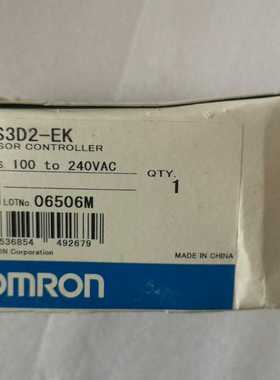 S3D2-EK
SOR CONTROLLER
s 100 to 240VAC
QTY.
1
LOTNo 06506M
536854 492679
ON Corporation
MADE IN CHINA
OMRON